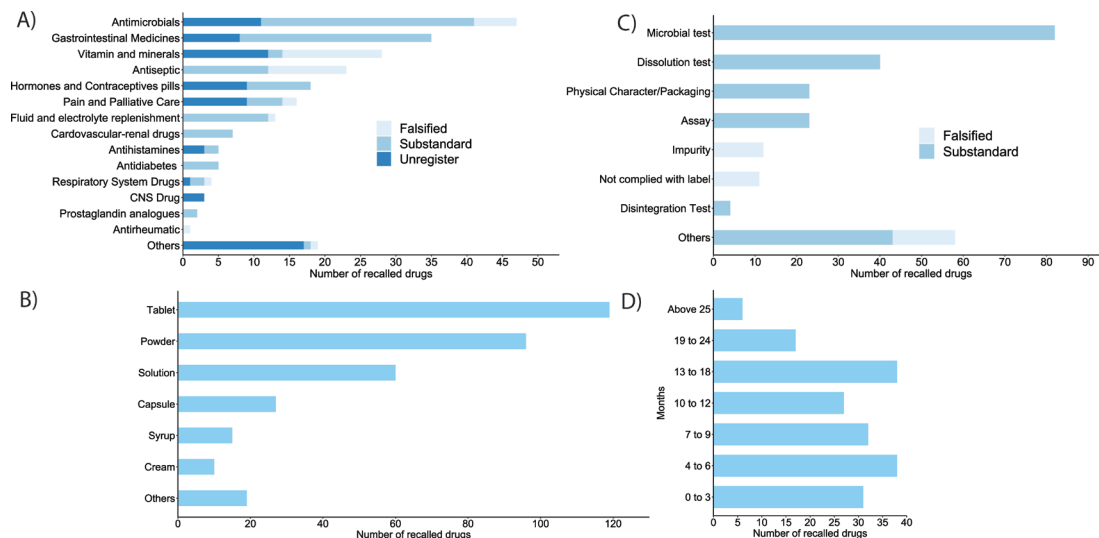 A)
Antimicrobials
Gastrointestinal Medicines
Vitamin and minerals
Antiseptic
Hormones and Contraceptives pills
Pain and Palliative Care
Fluid and electrolyte replenishment
Cardovascular-renal drugs
Antihistamines
Antidiabetes
Respiratory System Drugs
CNS Drug
Prostaglandin analogues
Antirheumatic
Others
Falsified
Substandard
Unregister
0 5 10 15 20 25 30 35 40 45 50
Number of recalled drugs
C)
Microbial test
Dissolution test
Physical Character/Packaging
Assay
Impurity
Not complied with label
Disintegration Test
Others
Falsified
Substandard
0 10 20 30 40 50 60 70 80 90
Number of recalled drugs
B)
Tablet
Powder
Solution
Capsule
Syrup
Cream
Others
0 20 40 60 80 100 120
Number of recalled drugs
D)
Months
Above 25
19 to 24
13 to 18
10 to 12
7 to 9
4 to 6
0 to 3
0 5 10 15 20 25 30 35 40
Number of recalled drugs